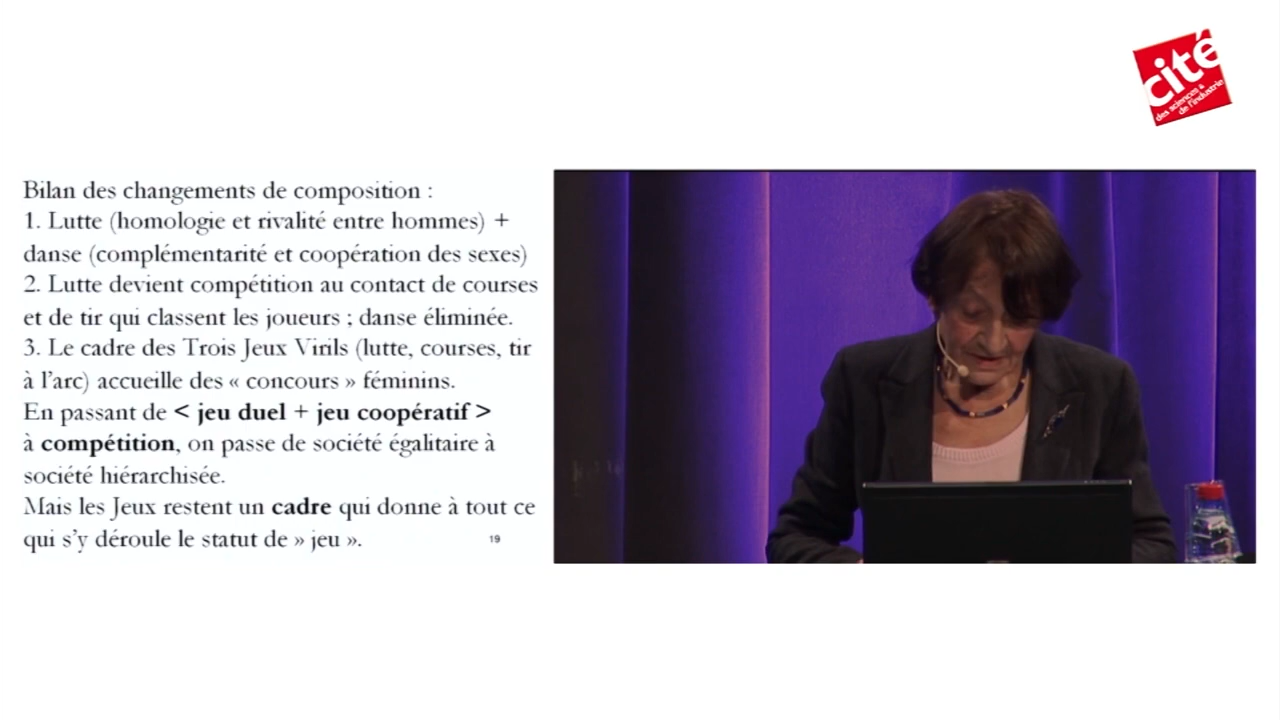 cité
des sciences &
de l'industrie
Bilan des changements de composition :
1. Lutte (homologie et rivalité entre hommes) +
danse (complémentarité et coopération des sexes)
2. Lutte devient compétition au contact de courses
et de tir qui classent les joueurs ; danse éliminée.
3. Le cadre des Trois Jeux Virils (lutte, courses, tir
à l'arc) accueille des « concours » féminins.
En passant de < jeu duel + jeu coopératif >
à compétition, on passe de société égalitaire à
société hiérarchisée.
Mais les Jeux restent un cadre qui donne à tout ce
qui s'y déroule le statut de » jeu ».
19